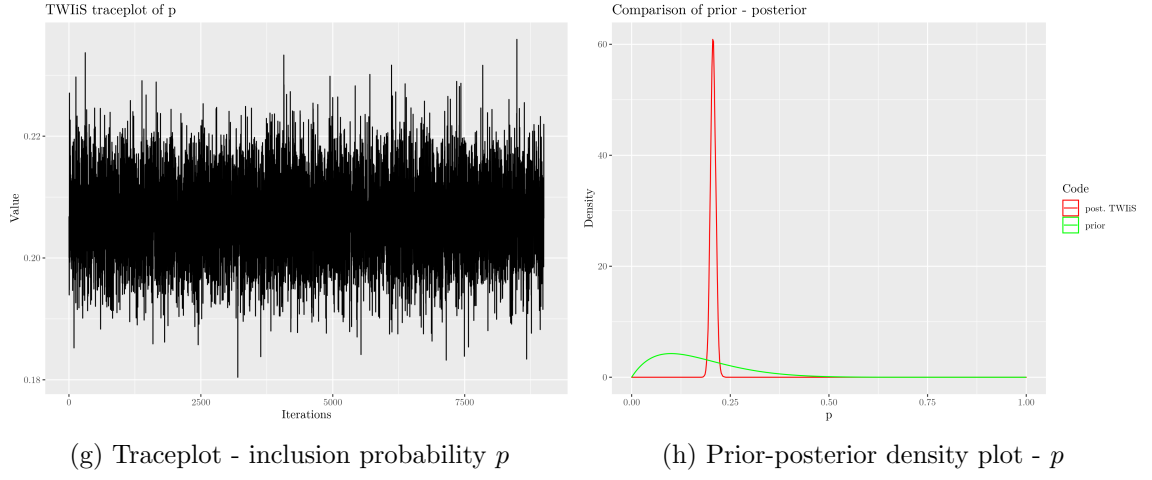 TWIiS traceplot of p
Value
0.22
0.20
0.18
0
2500
5000
7500
Iterations
(g) Traceplot - inclusion probability p
Comparison of prior - posterior
Density
60
40
20
0
0.00
0.25
0.50
0.75
1.00
p
Code
post. TWIiS
prior
(h) Prior-posterior density plot - p